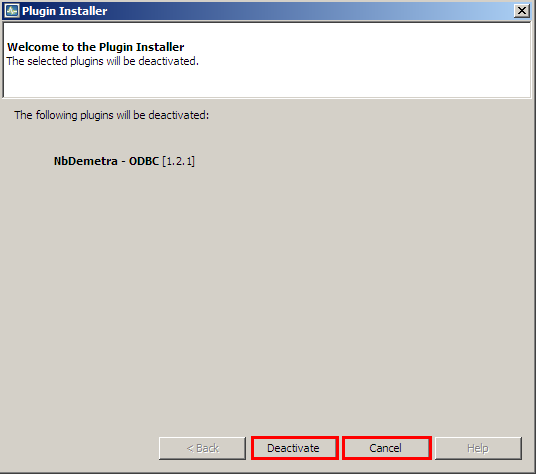 Plugin Installer
Welcome to the Plugin Installer
The selected plugins will be deactivated.
The following plugins will be deactivated:
NbDemetra - ODBC [1.2.1]
< Back Deactivate Cancel Help